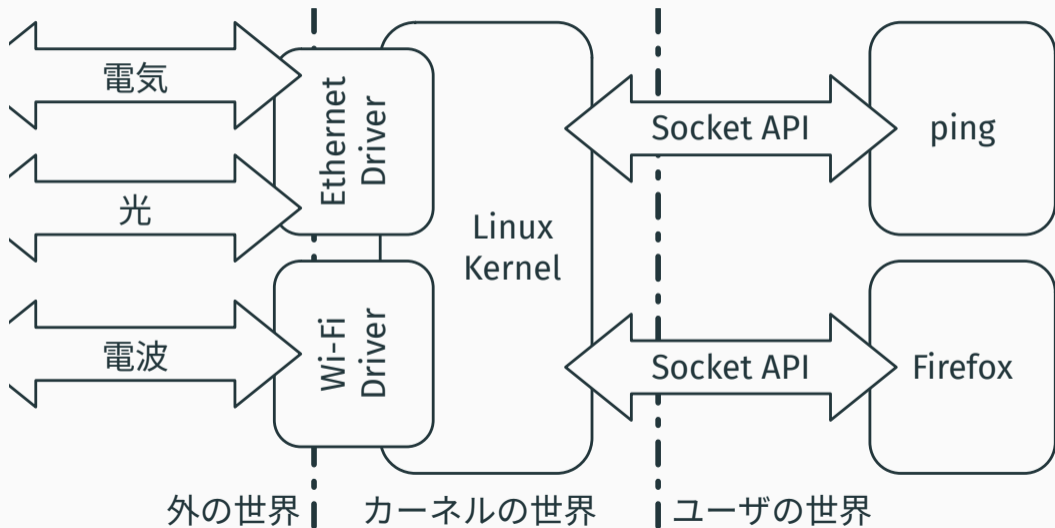 電気
光
電波
Ethernet
Driver
Wi-Fi
Driver
Linux
Kernel
Socket API
Socket API
ping
Firefox
外の世界
カーネルの世界
ユーザの世界